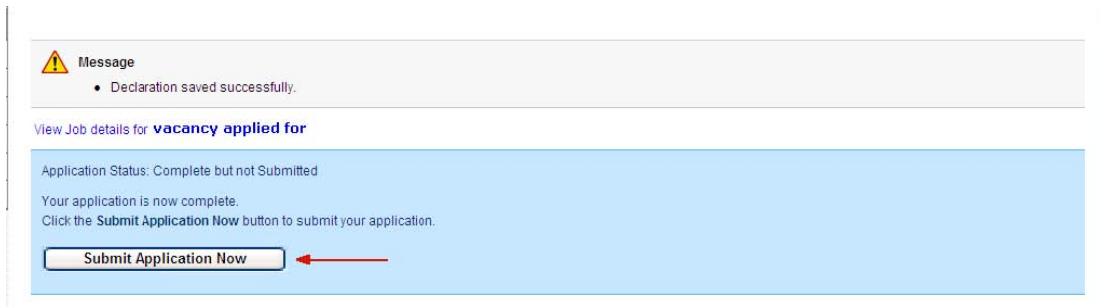 Message
• Declaration saved successfully.
View Job details for vacancy applied for
Application Status: Complete but not Submitted
Your application is now complete.
Click the Submit Application Now button to submit your application.
Submit Application Now